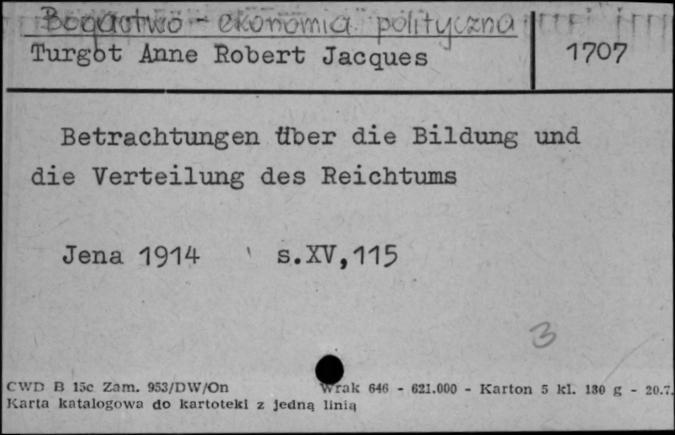 Bogactwo - ekonomia polityczna
Turgot Anne Robert Jacques
1707
Betrachtungen über die Bildung und
die Verteilung des Reichtums
Jena 1914 s.XV,115
3
CWD B 15c Zam. 953/DW/On Wrak 646 - 621.000 - Karton 5 kl. 180 g - 20.7.
Karta katalogowa do kartoteki z jedną linią